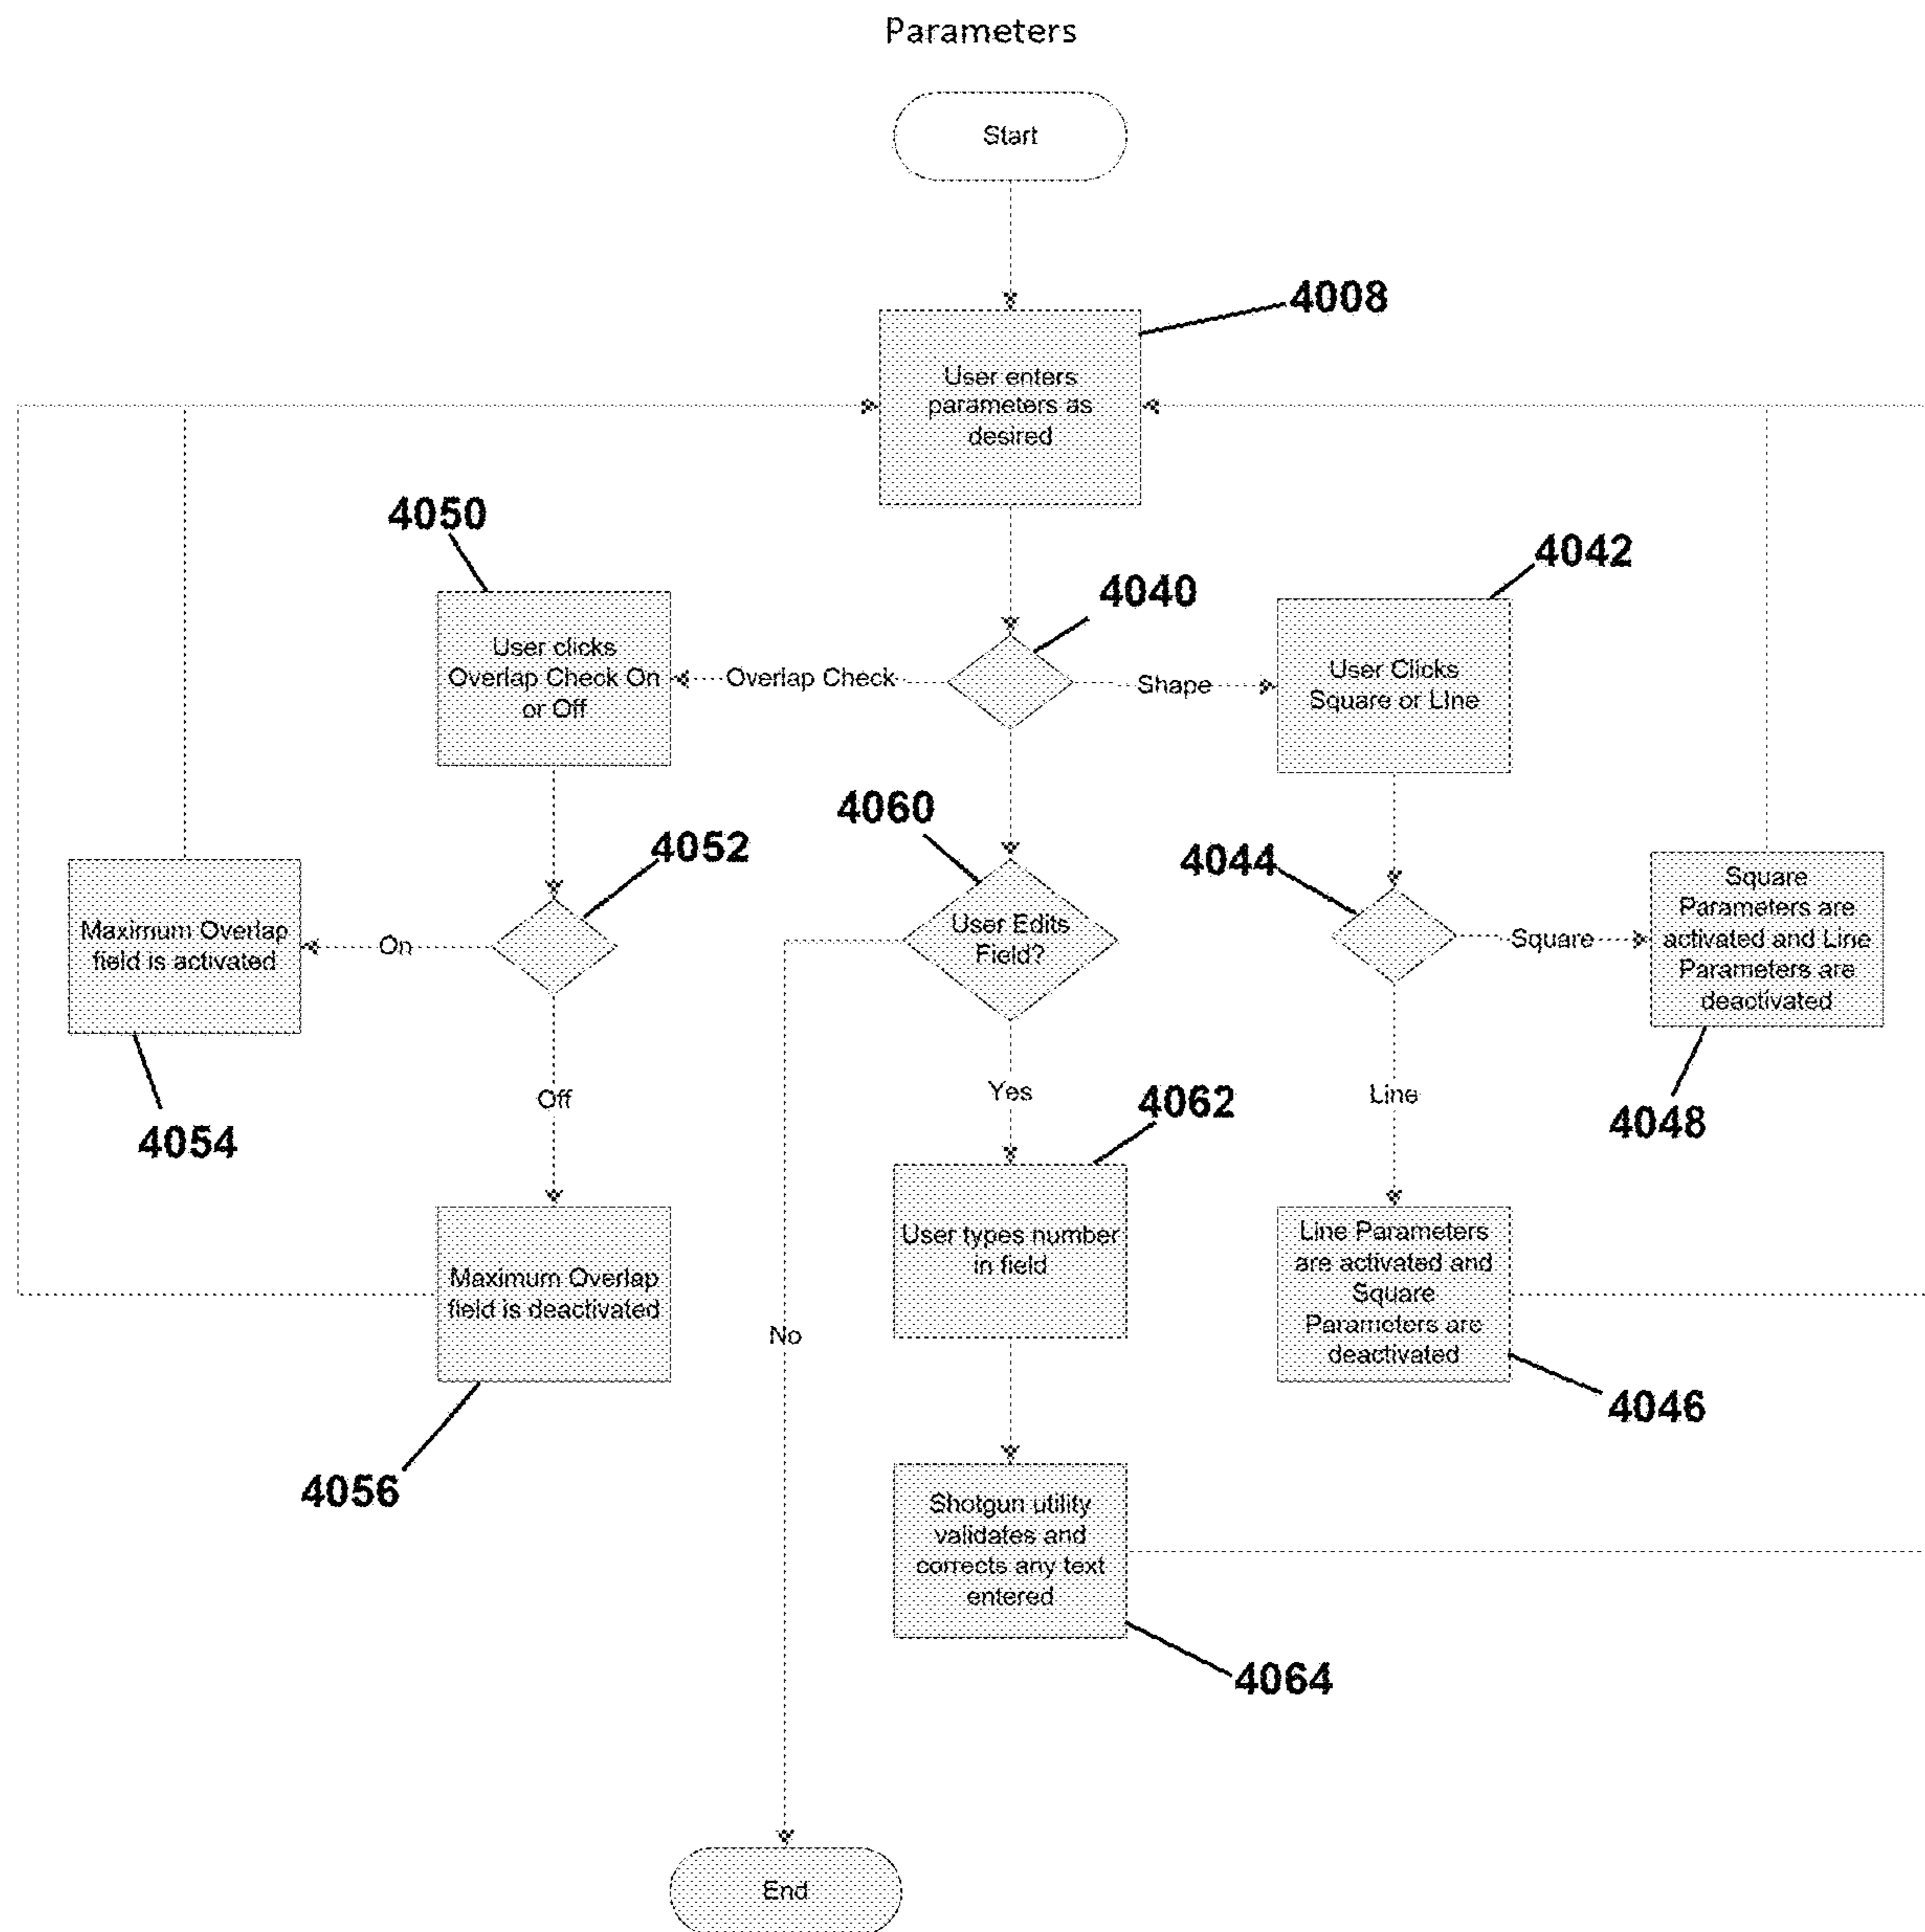 Parameters
Start
4008
User enters
parameters as
desired
4050
4042
4040
User clicks
Overlap Check On
or Off
Overlap Check
Shape
User Clicks
Square or Line
4060
4052
4044
Maximum Overlap
field is activated
On
User Edits
Field?
Square
Square
Parameters are
activated and Line
Parameters are
deactivated
Off
Yes
4062
Line
4048
4054
User types number
in field
Line Parameters
are activated and
Square
Parameters are
deactivated
Maximum Overlap
field is deactivated
No
4046
4056
Shotgun utility
validates and
corrects any text
entered
4064
End